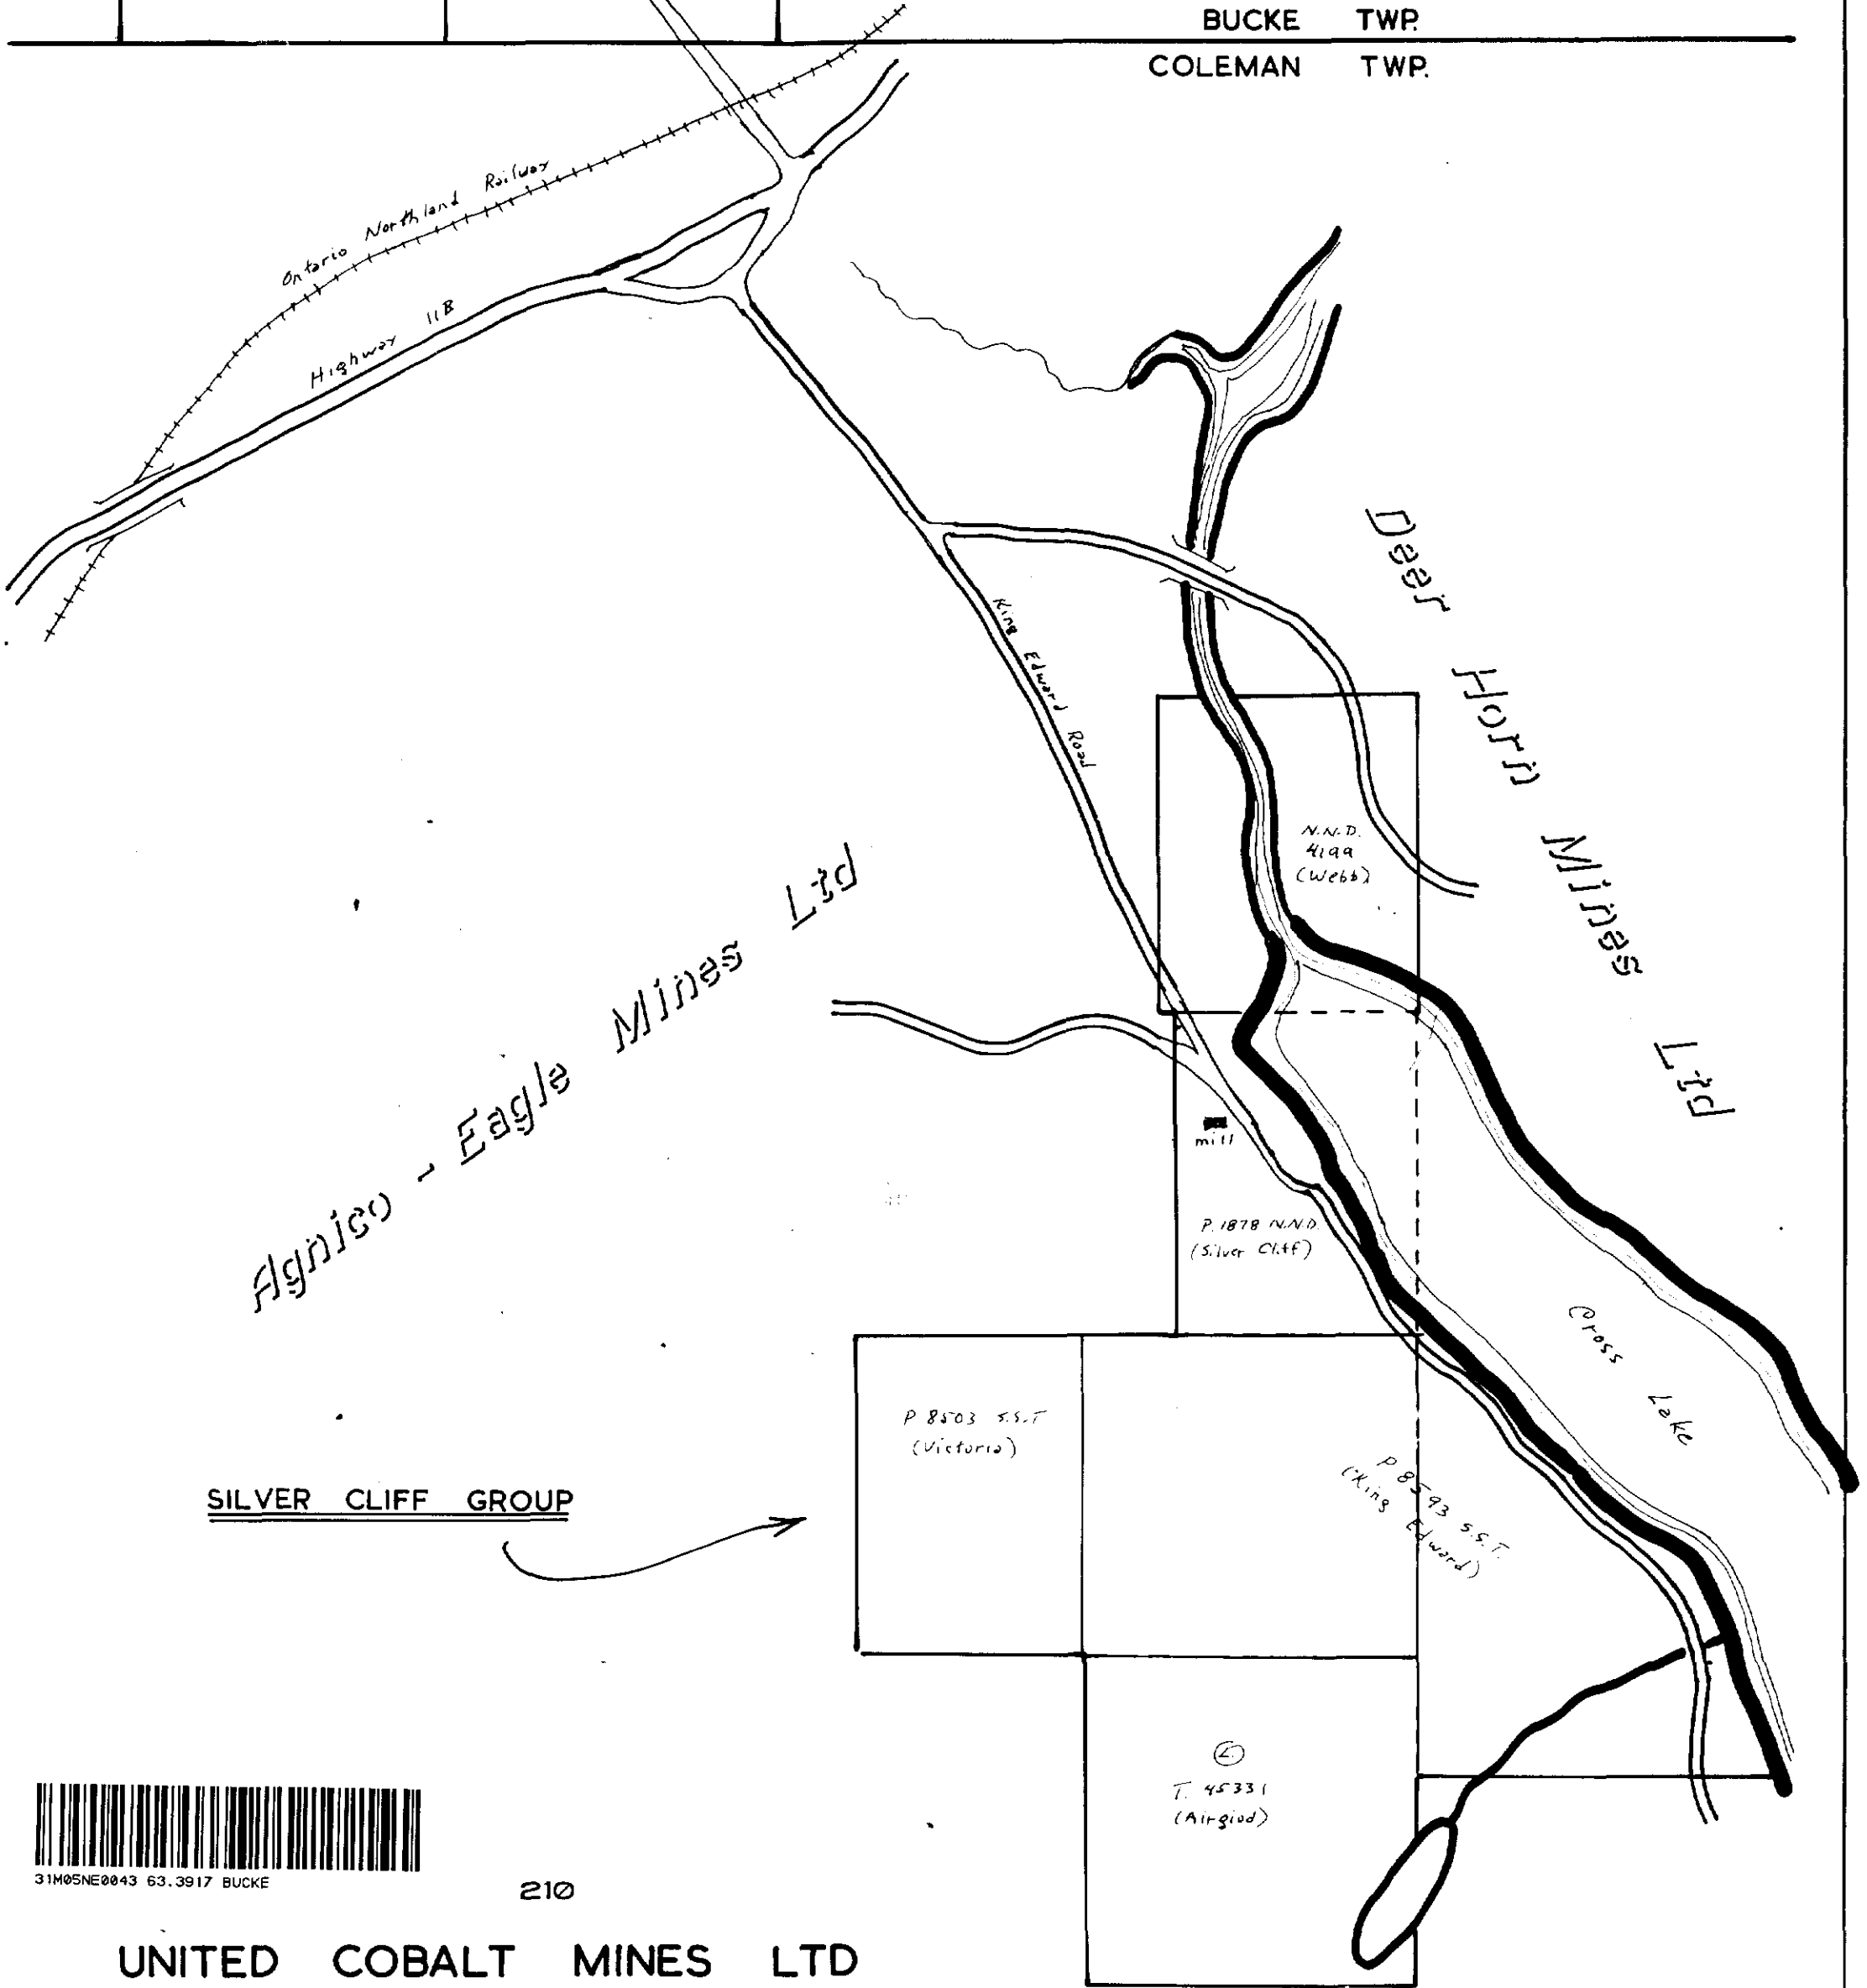 BUCKE TWP.
COLEMAN TWP.
Ontario Northland Railway
Highway 11B
King Edward Road
Deer Horn Mines Ltd
N.N.D.
4199
(Webb)
Agnico - Eagle Mines Ltd
mill
P. 1878 N.N.D.
(Silver Cliff)
Cross Lake
P 8503 S.S.T
(Victoria)
P 8593 S.S.T.
(King Edward)
SILVER CLIFF GROUP
L
T. 45331
(Airgiod)
31M05NE0043 63.3917 BUCKE
210
UNITED COBALT MINES LTD